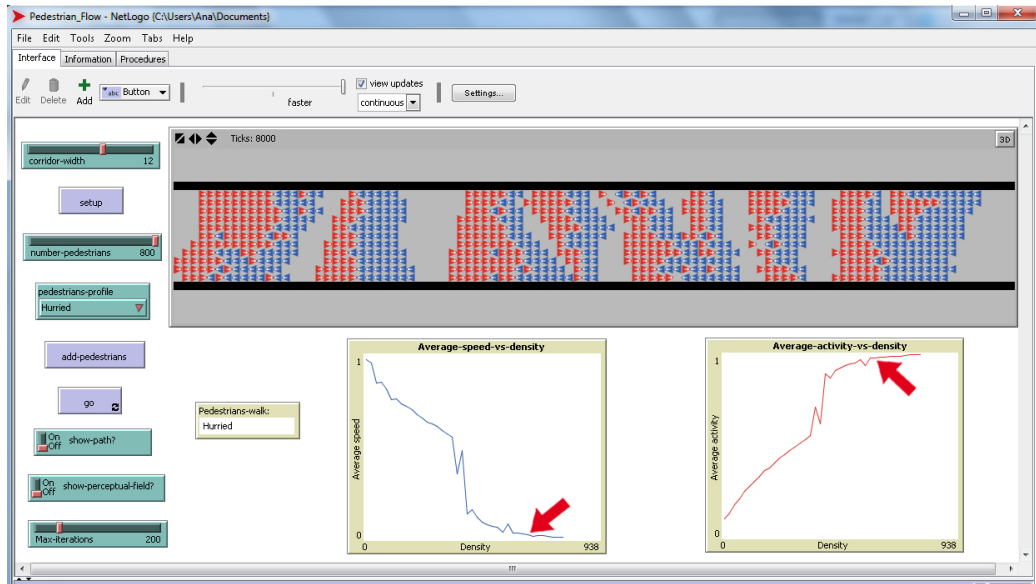 Pedestrian_Flow - NetLogo {C:\Users\Ana\Documents}
File Edit Tools Zoom Tabs Help
Interface Information Procedures
Edit Delete Add abc Button faster view updates continuous Settings...
Ticks: 8000 3D
corridor-width 12
setup
number-pedestrians 800
pedestrians-profile
Hurried
add-pedestrians
go
On
Off show-path?
On
Off show-perceptual-field?
Max-iterations 200
Pedestrians-walk:
Hurried
Average-speed-vs-density
1
Average speed
0
0 Density 938
Average-activity-vs-density
1
Average activity
0
0 Density 938